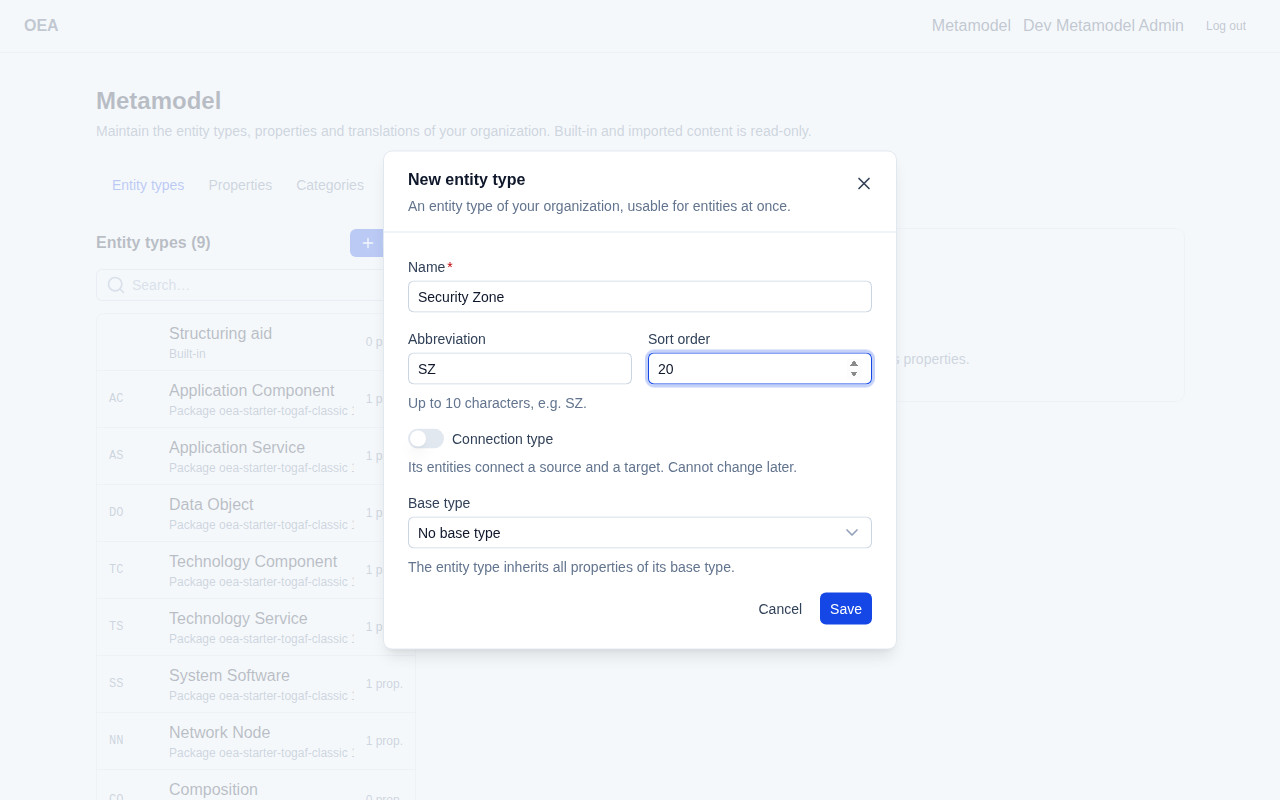 OEA
Metamodel Dev Metamodel Admin Log out
Metamodel
Maintain the entity types, properties and translations of your organization. Built-in and imported content is read-only.
Entity types Properties Categories
Entity types (9)
+
Search…
Structuring aid
Built-in
0 p
AC Application Component
Package oea-starter-togaf-classic
1 p
AS Application Service
Package oea-starter-togaf-classic
1 p
DO Data Object
Package oea-starter-togaf-classic
1 p
TC Technology Component
Package oea-starter-togaf-classic
1 p
TS Technology Service
Package oea-starter-togaf-classic
1 p
SS System Software
Package oea-starter-togaf-classic
1 prop.
NN Network Node
Package oea-starter-togaf-classic
1 prop.
CO Composition
0 prop.
properties.
New entity type
An entity type of your organization, usable for entities at once.
Name*
Security Zone
Abbreviation Sort order
SZ 20
Up to 10 characters, e.g. SZ.
Connection type
Its entities connect a source and a target. Cannot change later.
Base type
No base type
The entity type inherits all properties of its base type.
Cancel Save